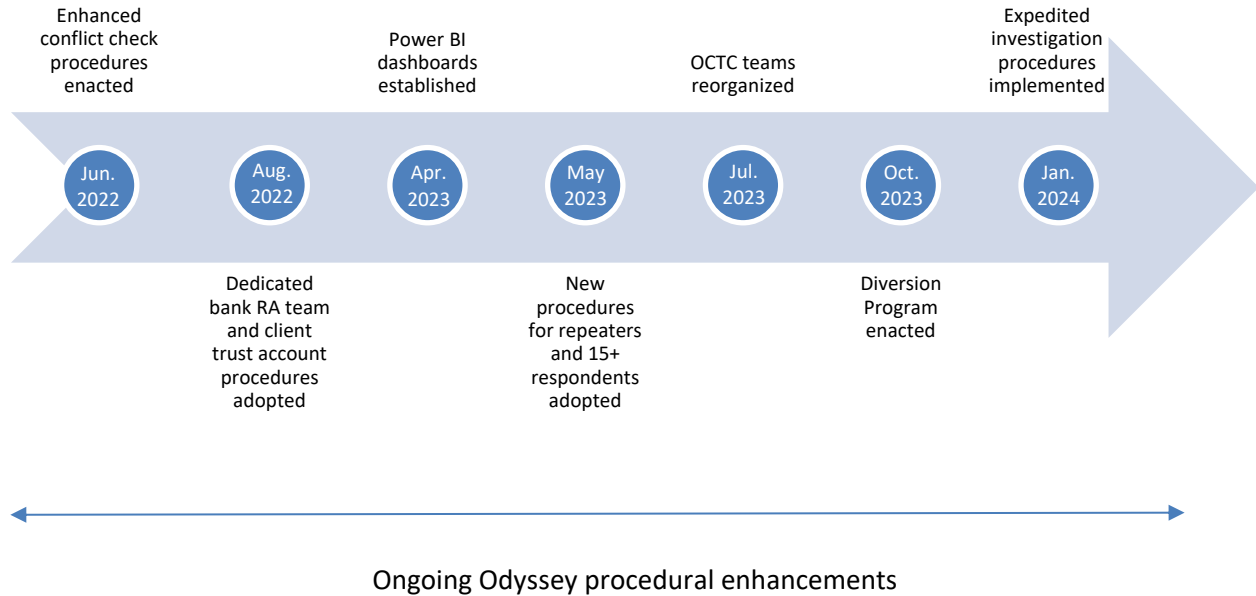 Enhanced
conflict check
procedures
enacted
Power BI
dashboards
established
OCTC teams
reorganized
Expedited
investigation
procedures
implemented
Jun.
2022
Aug.
2022
Apr.
2023
May
2023
Jul.
2023
Oct.
2023
Jan.
2024
Dedicated
bank RA team
and client
trust account
procedures
adopted
New
procedures
for repeaters
and 15+
respondents
adopted
Diversion
Program
enacted
Ongoing Odyssey procedural enhancements